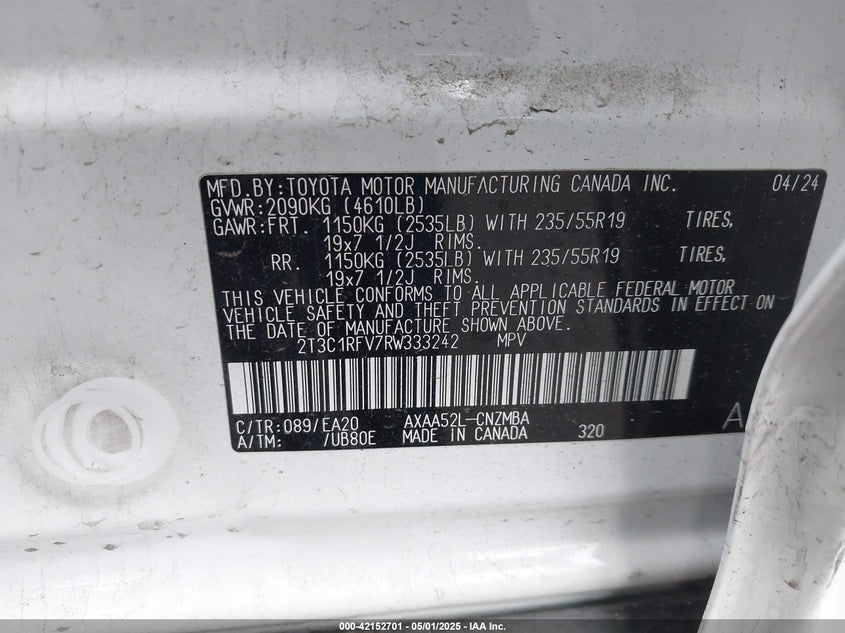 MFD.BY:TOYOTA MOTOR MANUFACTURING CANADA INC. 04/24
GVWR:2090KG (4610LB)
GAWR:FRT. 1150KG (2535LB) WITH 235/55R19 TIRES,
19x7 1/2J RIMS.
RR. 1150KG (2535LB) WITH 235/55R19 TIRES,
19x7 1/2J RIMS.
THIS VEHICLE CONFORMS TO ALL APPLICABLE FEDERAL MOTOR
VEHICLE SAFETY AND THEFT PREVENTION STANDARDS IN EFFECT ON
THE DATE OF MANUFACTURE SHOWN ABOVE.
2T3C1RFV7RW333242 MPV
C/TR:089/EA20 AXAA52L-CNZMBA A
A/TM: /UB80E MADE IN CANADA 320
000-42152701 - 05/01/2025 - IAA Inc.